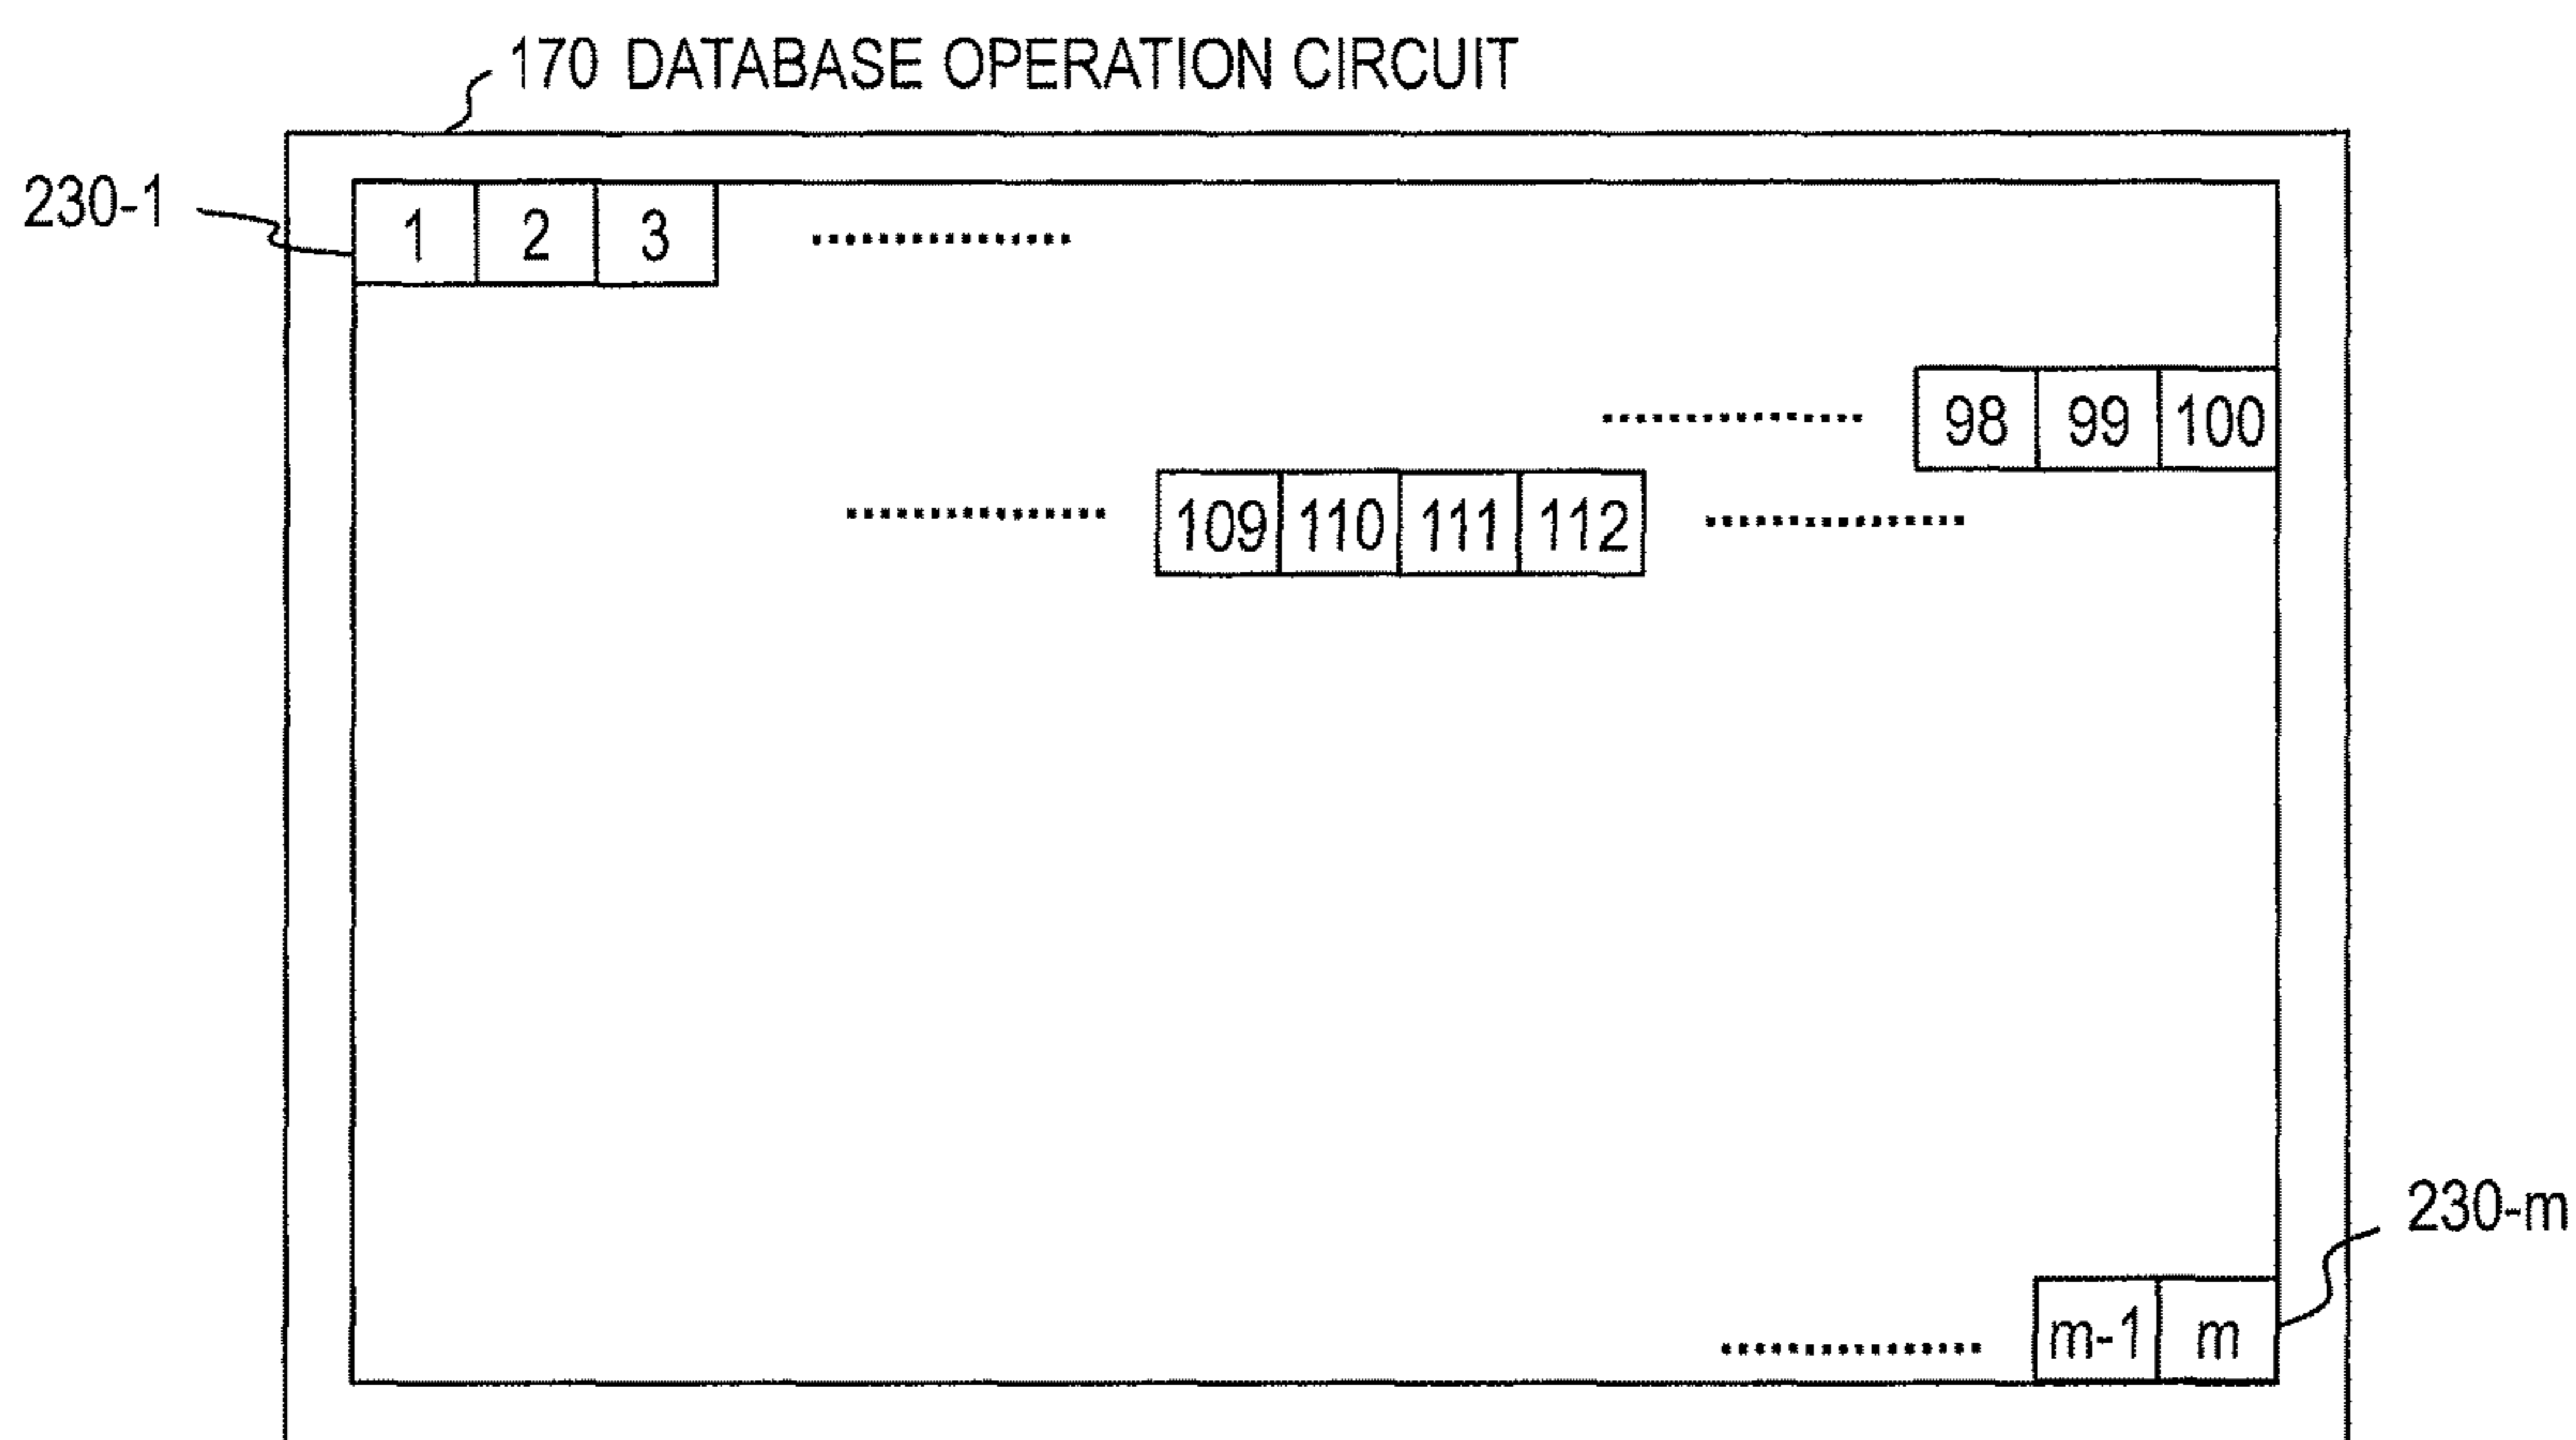 170 DATABASE OPERATION CIRCUIT
230-1
1 2 3
98 99 100
109 110 111 112
230-m
m-1 m